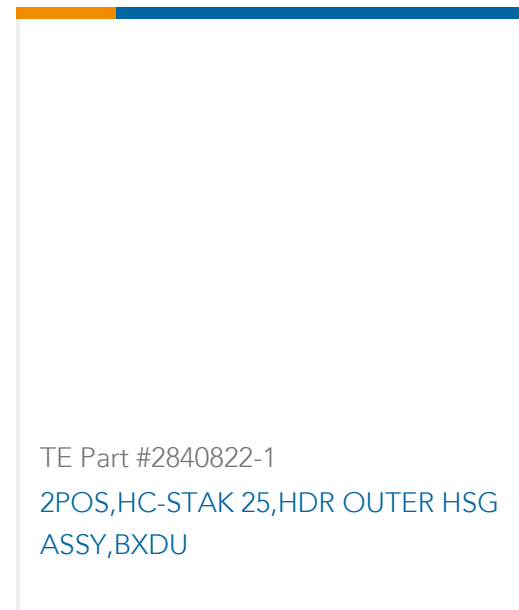 TE Part #2840822-1
2POS,HC-STAK 25,HDR OUTER HSG
ASSY,BXDU